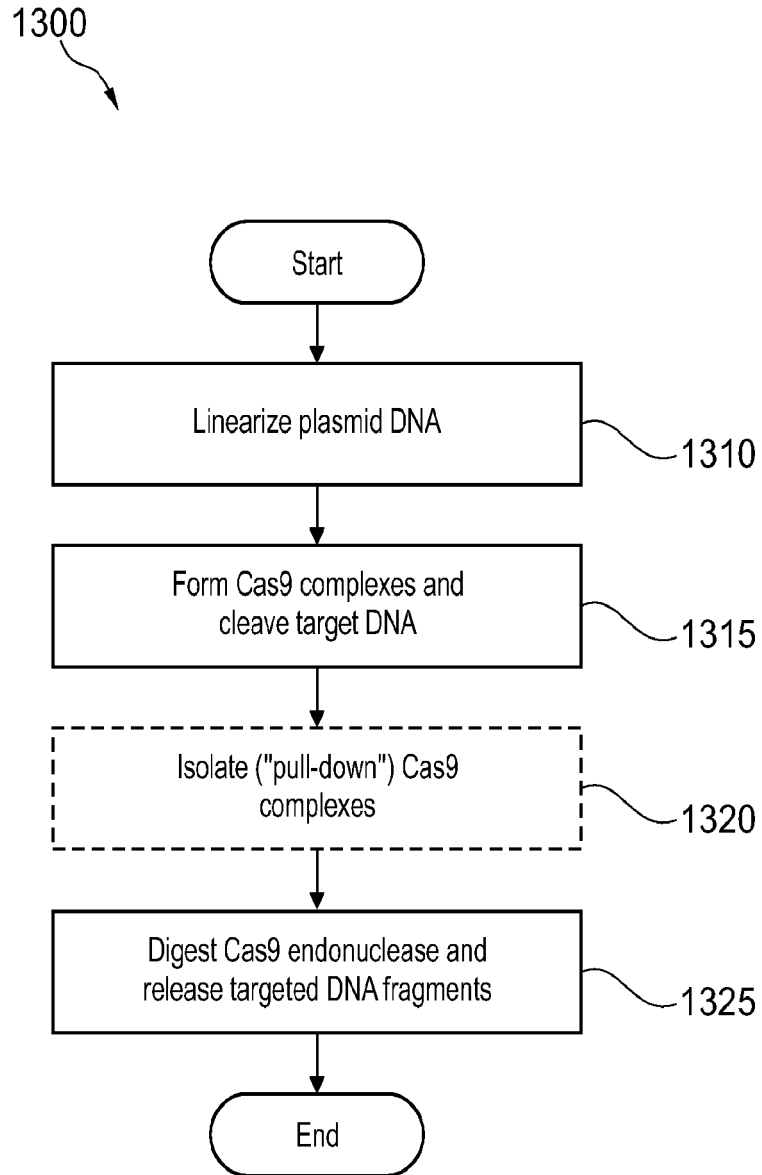 1300
Start
Linearize plasmid DNA
1310
Form Cas9 complexes and
cleave target DNA
1315
Isolate ("pull-down") Cas9
complexes
1320
Digest Cas9 endonuclease and
release targeted DNA fragments
1325
End